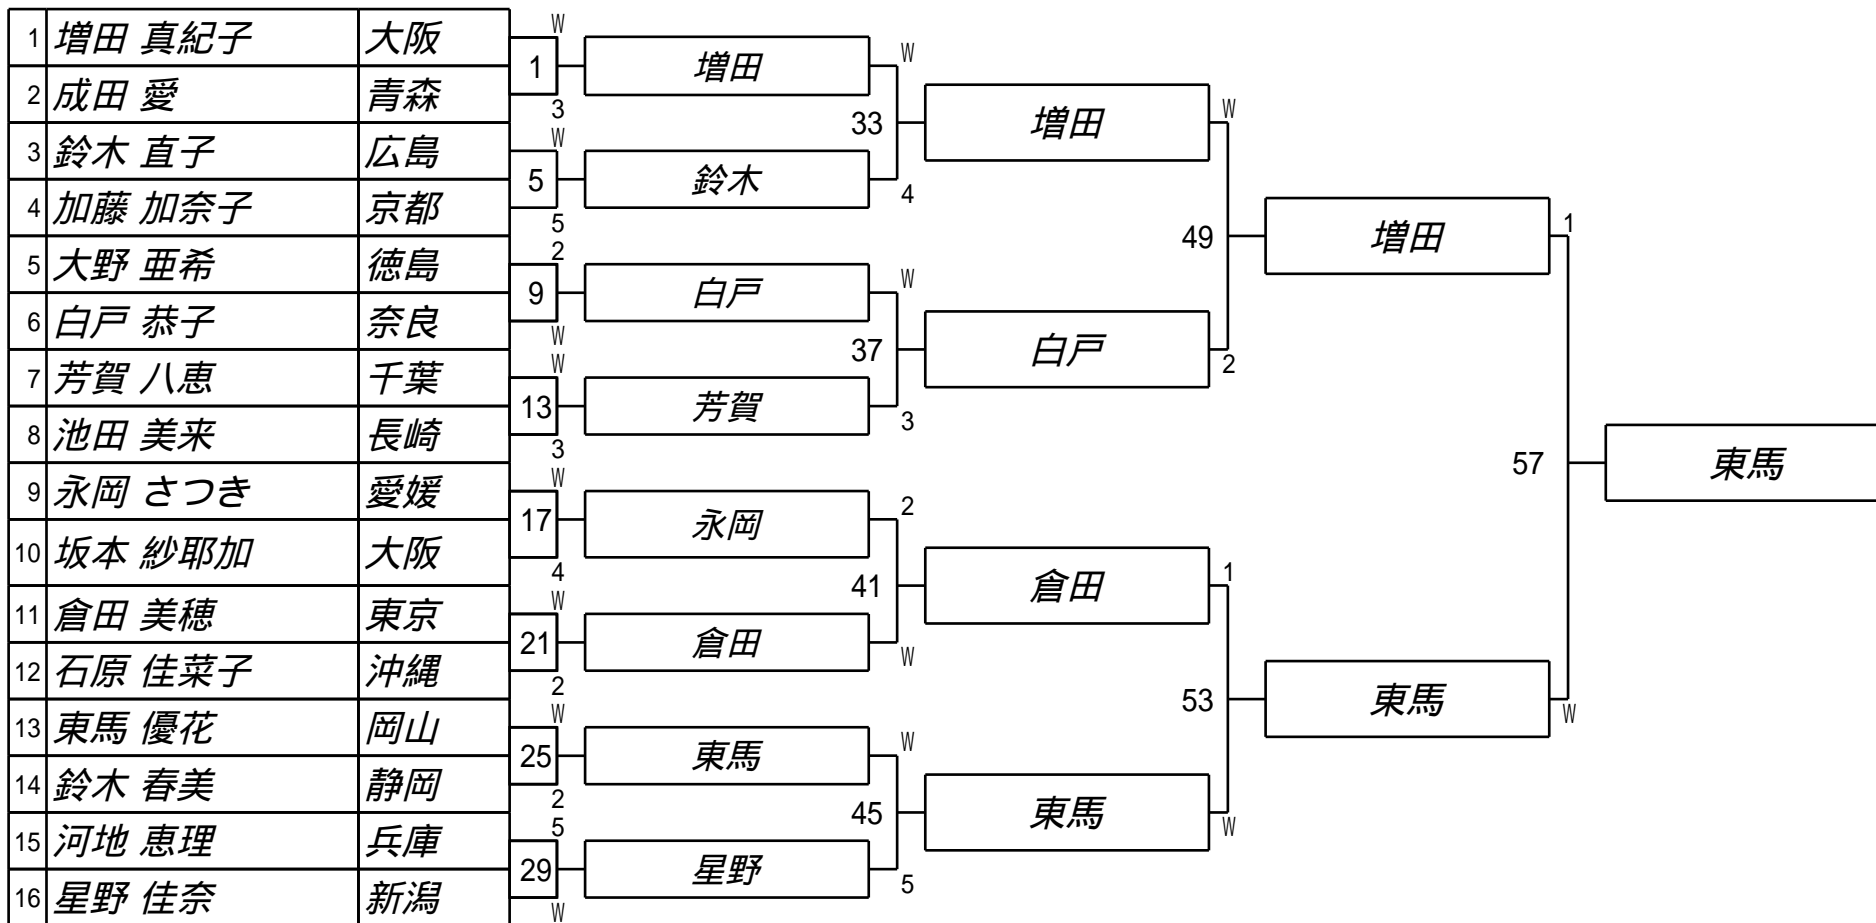 1 増田 真紀子 大阪
2 成田 愛 青森
3 鈴木 直子 広島
4 加藤 加奈子 京都
5 大野 亜希 徳島
6 白戸 恭子 奈良
7 芳賀 八恵 千葉
8 池田 美来 長崎
9 永岡 さつき 愛媛
10 坂本 紗耶加 大阪
11 倉田 美穂 東京
12 石原 佳菜子 沖縄
13 東馬 優花 岡山
14 鈴木 春美 静岡
15 河地 恵理 兵庫
16 星野 佳奈 新潟
W
1
3
W
5
5
2
9
W
W
13
3
W
17
4
W
21
2
W
25
2
5
29
W
増田
W
33
鈴木
4
白戸
W
37
芳賀
3
永岡
2
41
倉田
W
東馬
W
45
星野
5
増田
W
49
白戸
2
倉田
1
53
東馬
W
増田
1
57
東馬
W
東馬